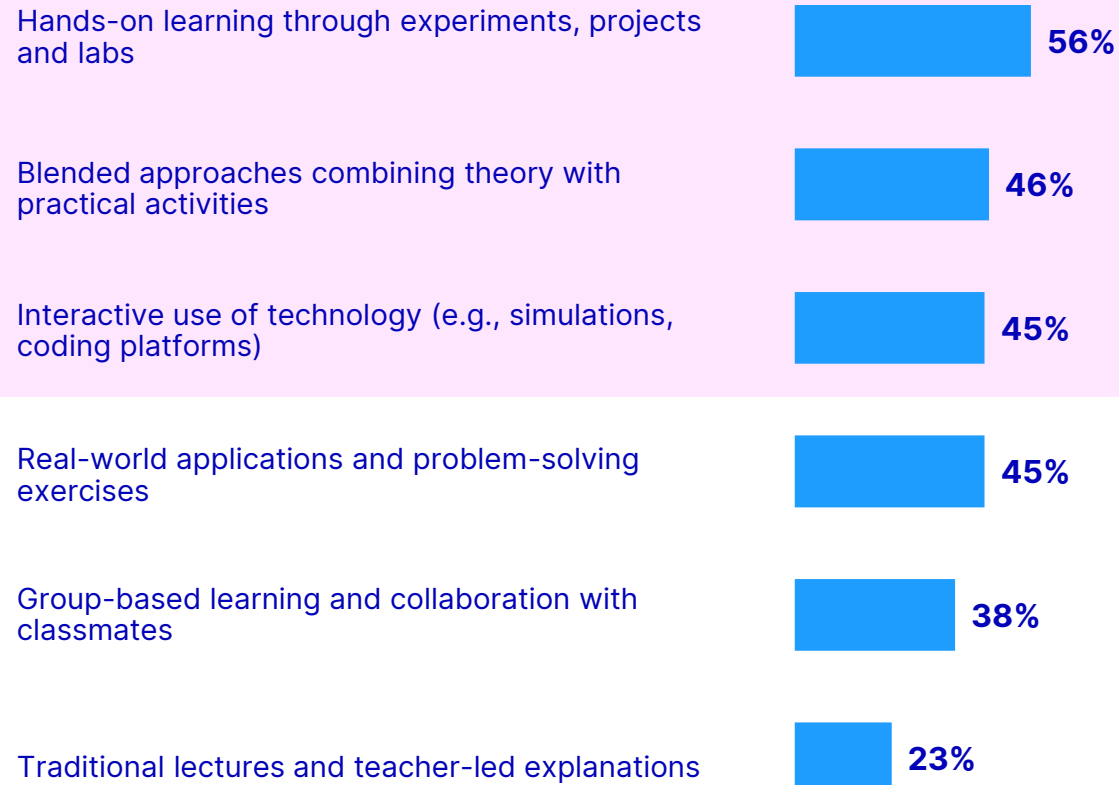 Hands-on learning through experiments, projects
and labs
56%
Blended approaches combining theory with
practical activities
46%
Interactive use of technology (e.g., simulations,
coding platforms)
45%
Real-world applications and problem-solving
exercises
45%
Group-based learning and collaboration with
classmates
38%
Traditional lectures and teacher-led explanations
23%